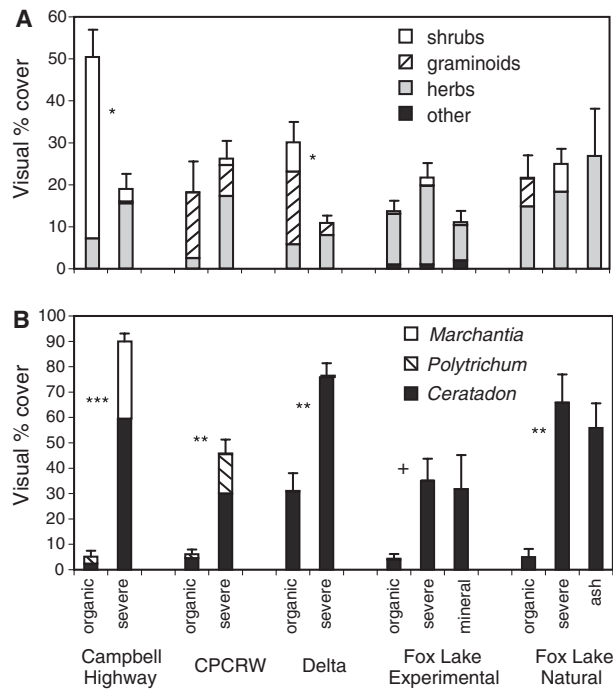 A
Visual % cover
60
50
40
30
20
10
0
shrubs
graminoids
herbs
other
*
*
B
Visual % cover
100
90
80
70
60
50
40
30
20
10
0
Marchantia
Polytrichum
Ceratadon
***
**
**
+
**
organic
severe
organic
severe
organic
severe
organic
severe
mineral
organic
severe
ash
Campbell
Highway
CPCRW
Delta
Fox Lake
Experimental
Fox Lake
Natural